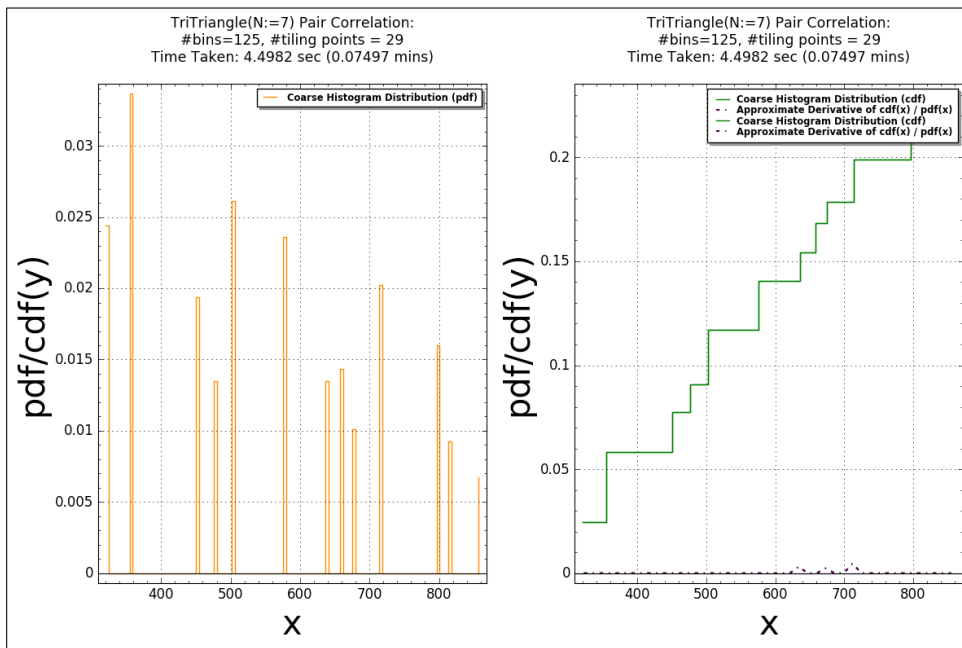 TriTriangle(N:=7) Pair Correlation:
#bins=125, #tiling points = 29
Time Taken: 4.4982 sec (0.07497 mins)
Coarse Histogram Distribution (pdf)
pdf/cdf(y)
0.03
0.025
0.02
0.015
0.01
0.005
0
400
500
600
700
800
x
TriTriangle(N:=7) Pair Correlation:
#bins=125, #tiling points = 29
Time Taken: 4.4982 sec (0.07497 mins)
Coarse Histogram Distribution (cdf)
Approximate Derivative of cdf(x) / pdf(x)
Coarse Histogram Distribution (cdf)
Approximate Derivative of cdf(x) / pdf(x)
pdf/cdf(y)
0.2
0.15
0.1
0.05
0
400
500
600
700
800
x